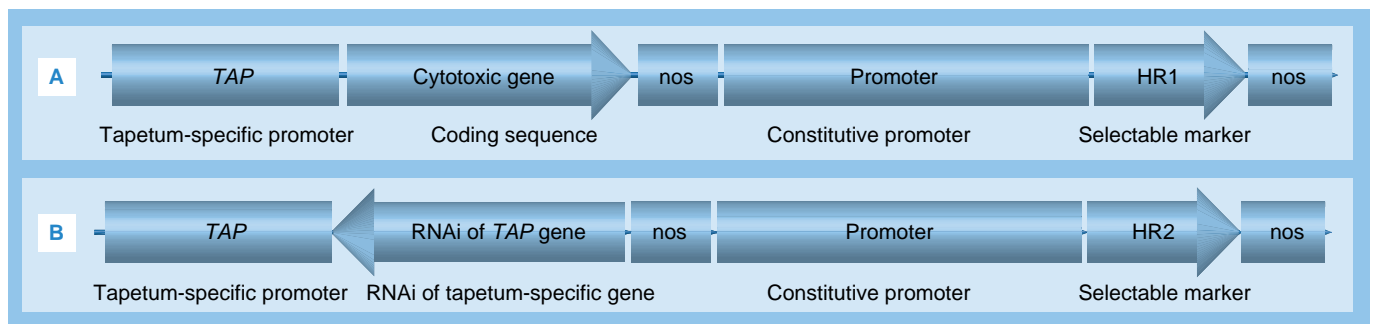 A TAP Cytotoxic gene nos Promoter HR1 nos
Tapetum-specific promoter Coding sequence Constitutive promoter Selectable marker
B TAP RNAi of TAP gene nos Promoter HR2 nos
Tapetum-specific promoter RNAi of tapetum-specific gene Constitutive promoter Selectable marker